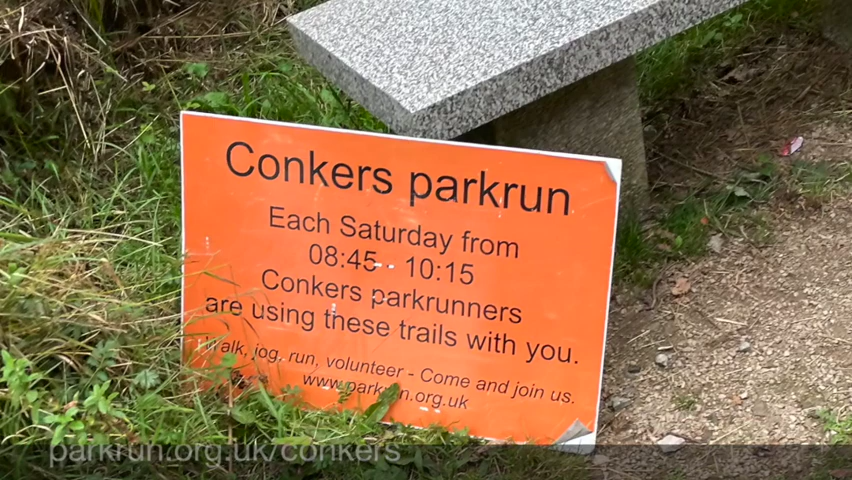 Conkers parkrun
Each Saturday from
08:45 - 10:15
Conkers parkrunners
are using these trails with you.
Walk, jog, run, volunteer - Come and join us.
www.parkrun.org.uk
parkrun.org.uk/conkers